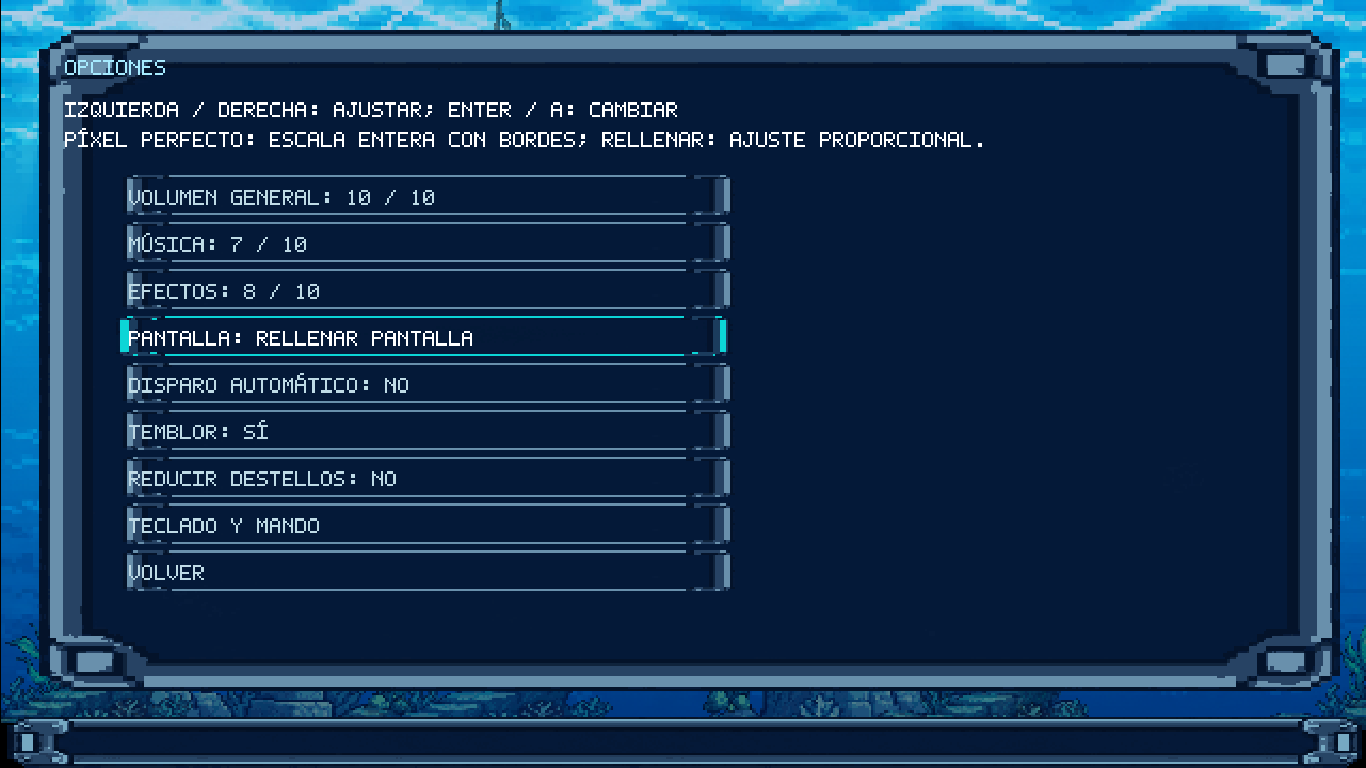 OPCIONES
IZQUIERDA / DERECHA: AJUSTAR; ENTER / A: CAMBIAR
PÍXEL PERFECTO: ESCALA ENTERA CON BORDES; RELLENAR: AJUSTE PROPORCIONAL.
VOLUMEN GENERAL: 10 / 10
MÚSICA: 7 / 10
EFECTOS: 8 / 10
PANTALLA: RELLENAR PANTALLA
DISPARO AUTOMÁTICO: NO
TEMBLOR: SÍ
REDUCIR DESTELLOS: NO
TECLADO Y MANDO
VOLVER